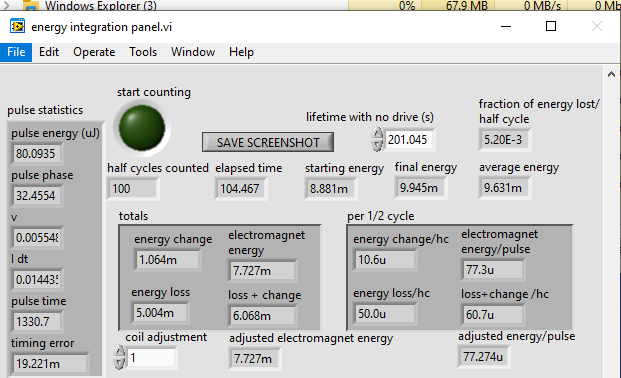 Windows Explorer (3) 0% 67.9 MB 0 MB/s 0 Mb
energy integration panel.vi
File Edit Operate Tools Window Help
start counting
pulse statistics
lifetime with no drive (s)
201.045
fraction of energy lost/
half cycle
5.20E-3
SAVE SCREENSHOT
pulse energy (uJ)
80.0935
pulse phase
32.4554
v
0.005548
I dt
0.014435
pulse time
1330.7
timing error
19.221m
half cycles counted
100
elapsed time
104.467
starting energy
8.881m
final energy
9.945m
average energy
9.631m
totals
energy change
1.064m
electromagnet
energy
7.727m
energy loss
5.004m
loss + change
6.068m
per 1/2 cycle
energy change/hc
10.6u
electromagnet
energy/pulse
77.3u
energy loss/hc
50.0u
loss+change /hc
60.7u
coil adjustment
1
adjusted electromagnet energy
7.727m
adjusted energy/pulse
77.274u